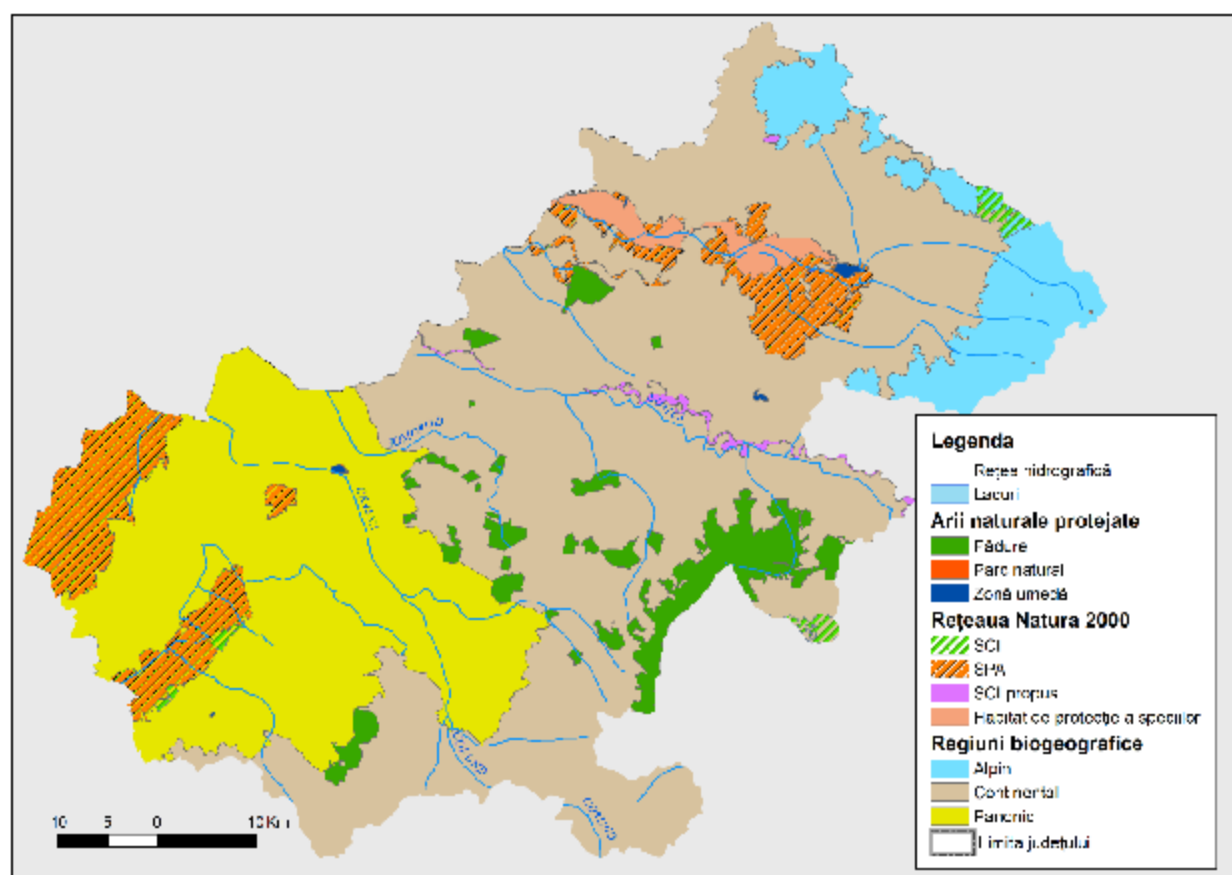 Legenda
Rețea hidrografică
Lacuri
Arii naturale protejate
Pădure
Parc natural
Zonă umedă
Rețeaua Natura 2000
SCI
SPA
SCI propus
Habitat de protecție a speciilor
Regiuni biogeografice
Alpin
Continental
Panonic
Limita județului
10 5 0 10 Km